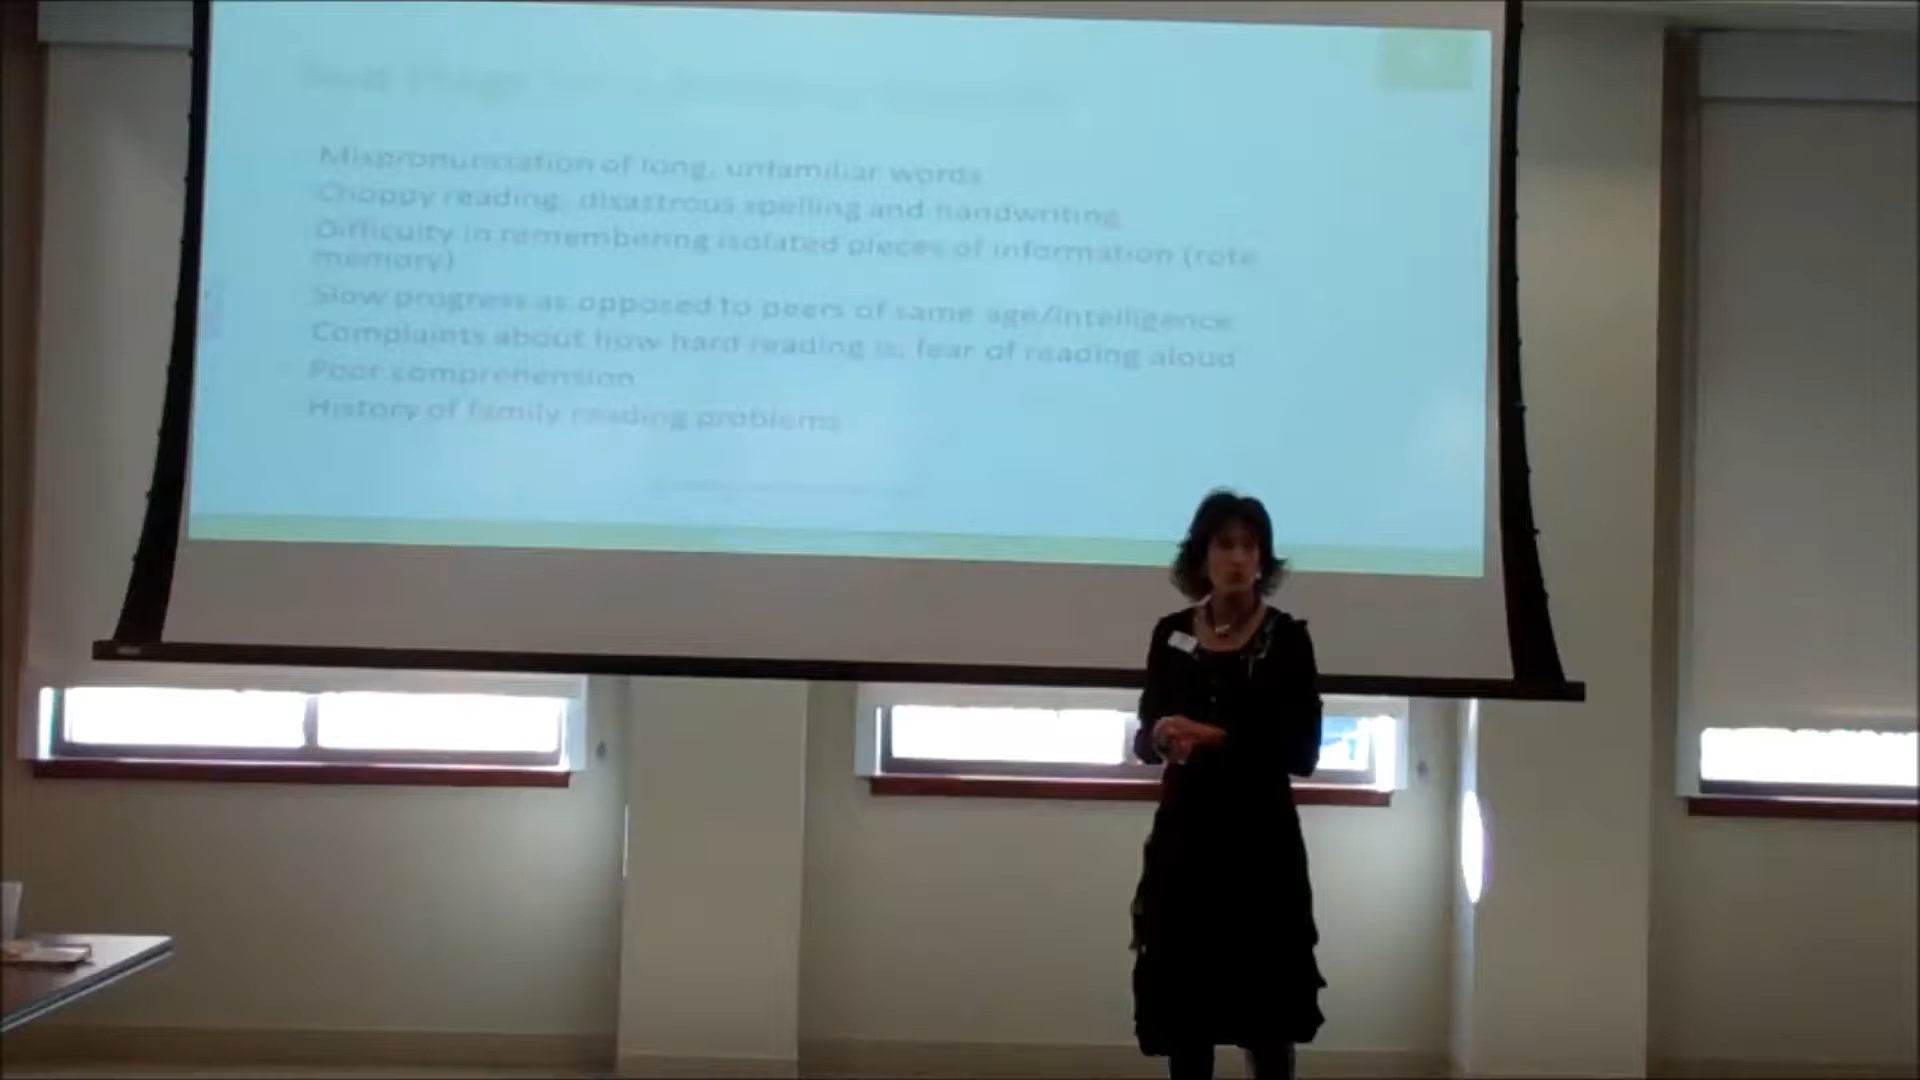 Mispronunciation of long, unfamiliar words
Choppy reading, disastrous spelling and handwriting
Difficulty in remembering isolated pieces of information (rote
memory)
Slow progress as opposed to peers of same age/intelligence
Complaints about how hard reading is, fear of reading aloud
Poor comprehension
History of family reading problems